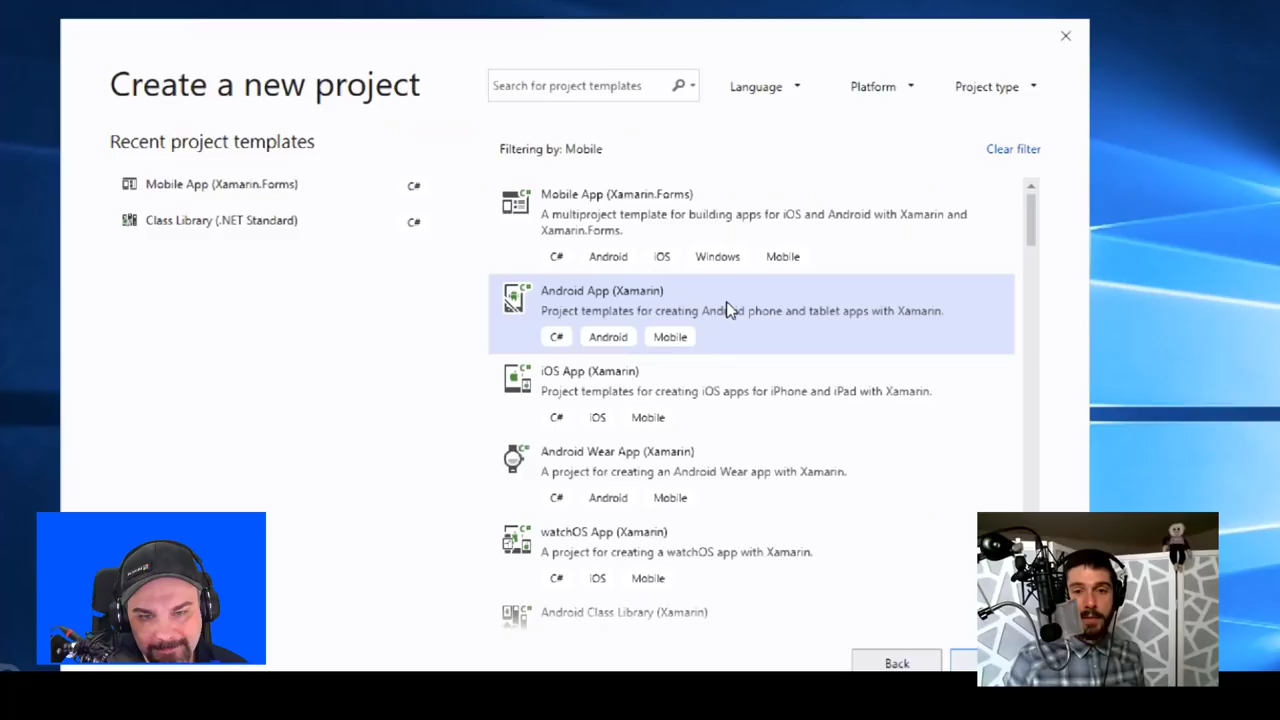 Create a new project
Search for project templates
Language
Platform
Project type
Recent project templates
Filtering by: Mobile
Clear filter
Mobile App (Xamarin.Forms)
C#
Class Library (.NET Standard)
C#
Mobile App (Xamarin.Forms)
A multiproject template for building apps for iOS and Android with Xamarin and
Xamarin.Forms.
C# Android iOS Windows Mobile
Android App (Xamarin)
Project templates for creating Android phone and tablet apps with Xamarin.
C# Android Mobile
iOS App (Xamarin)
Project templates for creating iOS apps for iPhone and iPad with Xamarin.
C# iOS Mobile
Android Wear App (Xamarin)
A project for creating an Android Wear app with Xamarin.
C# Android Mobile
watchOS App (Xamarin)
A project for creating a watchOS app with Xamarin.
C# iOS Mobile
Android Class Library (Xamarin)
Back